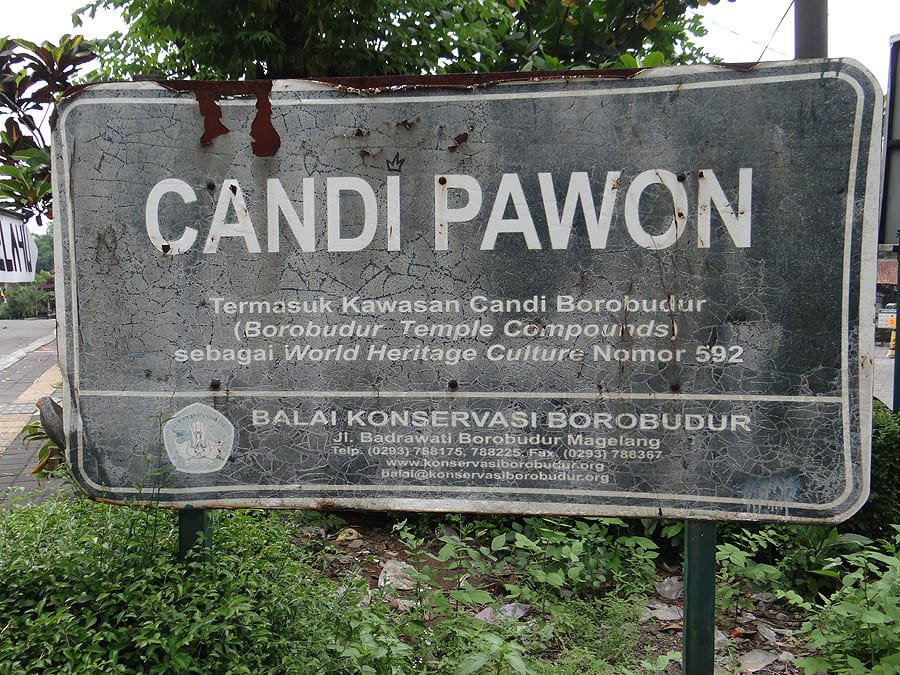 CANDI PAWON
Termasuk Kawasan Candi Borobudur
(Borobudur Temple Compounds)
sebagai World Heritage Culture Nomor 592
BALAI KONSERVASI BOROBUDUR
Jl. Badrawati Borobudur Magelang
Telp. (0293) 788175, 788225, Fax. (0293) 788367
www.konservasiborobudur.org
balai@konservasiborobudur.org